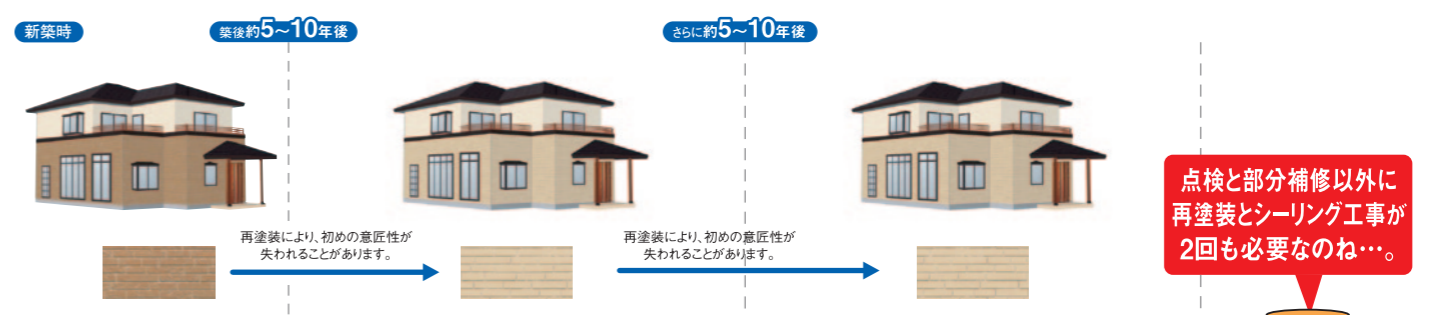 新築時
築後約5〜10年後
さらに約5〜10年後
再塗装により、初めの意匠性が
失われることがあります。
再塗装により、初めの意匠性が
失われることがあります。
点検と部分補修以外に
再塗装とシーリング工事が
2回も必要なのね…。